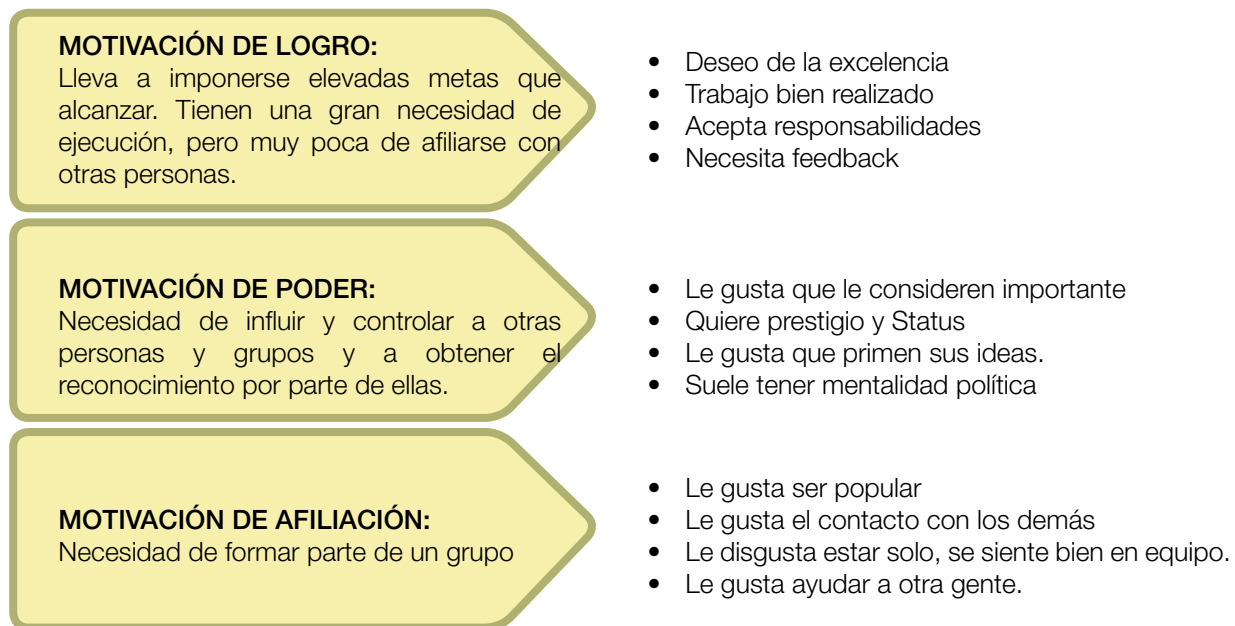 MOTIVACIÓN DE LOGRO:
Lleva a imponerse elevadas metas que
alcanzar. Tienen una gran necesidad de
ejecución, pero muy poca de afiliarse con
otras personas.
• Deseo de la excelencia
• Trabajo bien realizado
• Acepta responsabilidades
• Necesita feedback
MOTIVACIÓN DE PODER:
Necesidad de influir y controlar a otras
personas y grupos y a obtener el
reconocimiento por parte de ellas.
• Le gusta que le consideren importante
• Quiere prestigio y Status
• Le gusta que primen sus ideas.
• Suele tener mentalidad política
MOTIVACIÓN DE AFILIACIÓN:
Necesidad de formar parte de un grupo
• Le gusta ser popular
• Le gusta el contacto con los demás
• Le disgusta estar solo, se siente bien en equipo.
• Le gusta ayudar a otra gente.